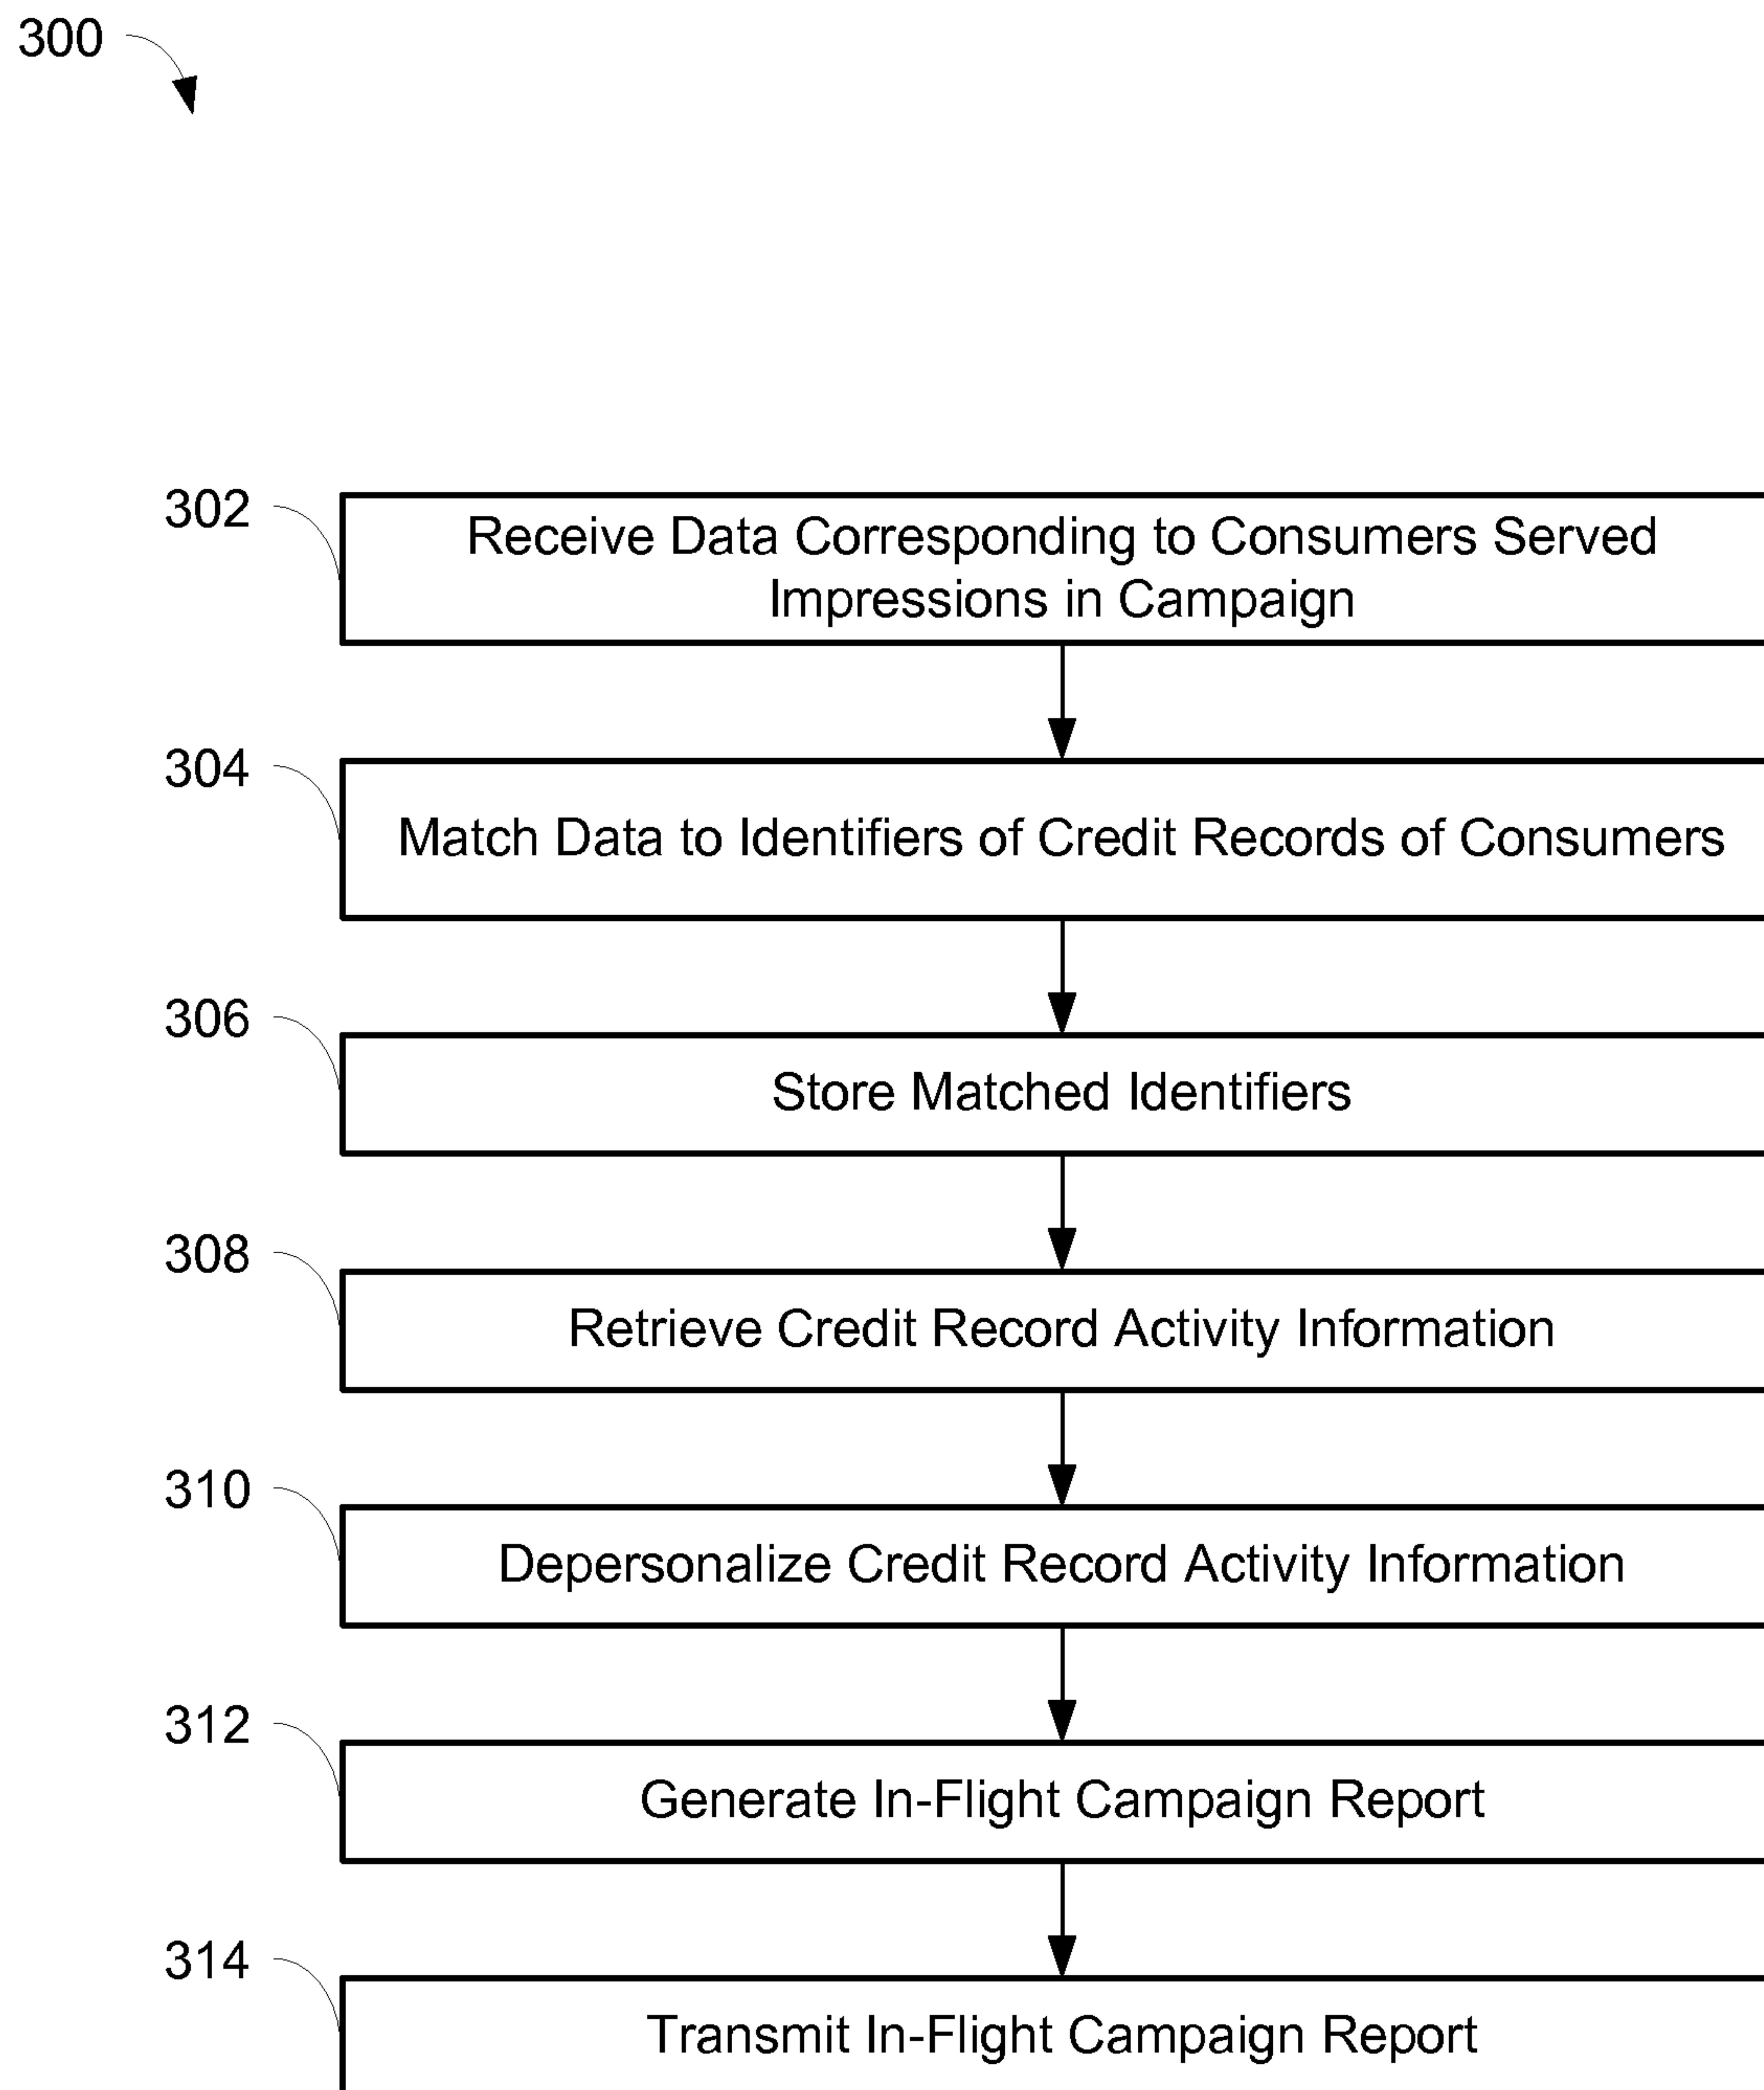 300
302
Receive Data Corresponding to Consumers Served
Impressions in Campaign
304
Match Data to Identifiers of Credit Records of Consumers
306
Store Matched Identifiers
308
Retrieve Credit Record Activity Information
310
Depersonalize Credit Record Activity Information
312
Generate In-Flight Campaign Report
314
Transmit In-Flight Campaign Report